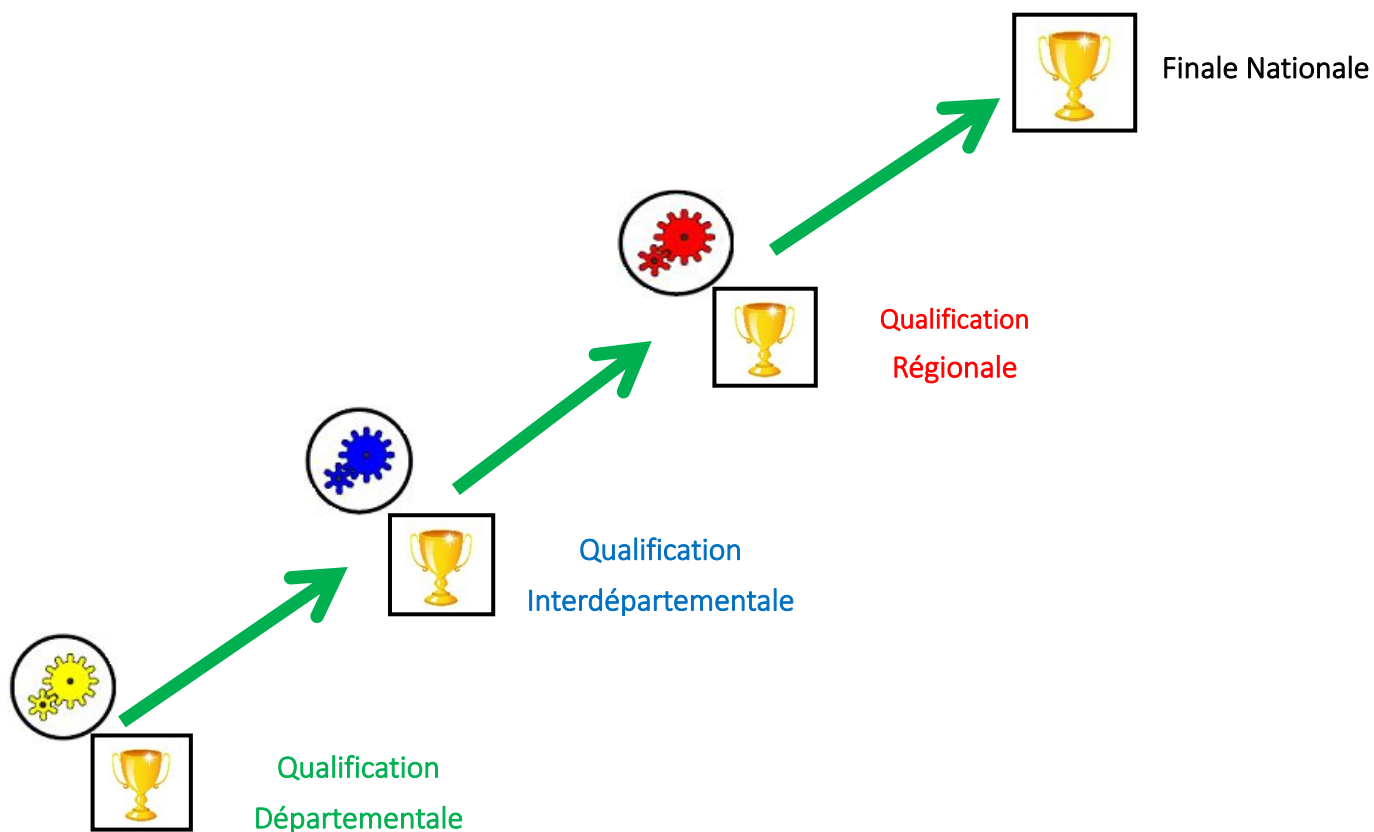 Finale Nationale
Qualification
Régionale
Qualification
Interdépartementale
Qualification
Départementale